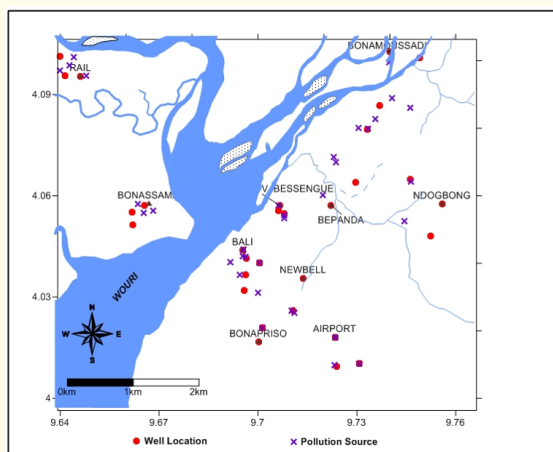 BONAMOUSSADI
RAIL
4.09
4.06
BONASSAM
V. BESSENGUE
NDOGBONG
BEPANDA
BALI
NEWBELL
WOURI
4.03
N
W E
S
BONAPRISO
AIRPORT
0km 1km 2km
4
9.64 9.67 9.7 9.73 9.76
Well Location Pollution Source